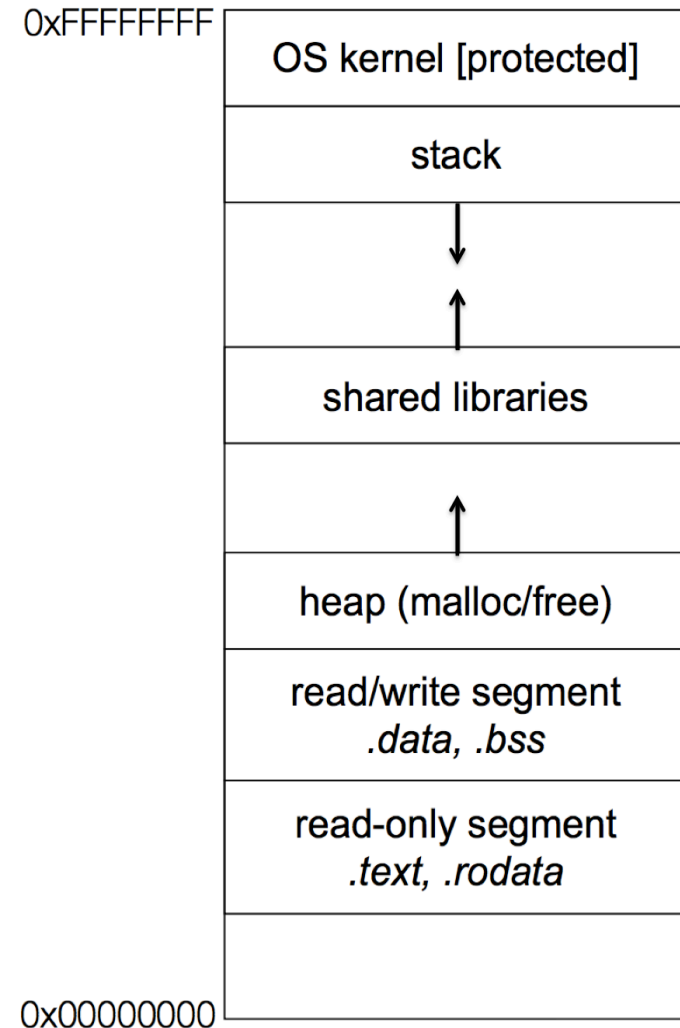 0xFFFFFFFF
OS kernel [protected]
stack
shared libraries
heap (malloc/free)
read/write segment
.data, .bss
read-only segment
.text, .rodata
0x00000000